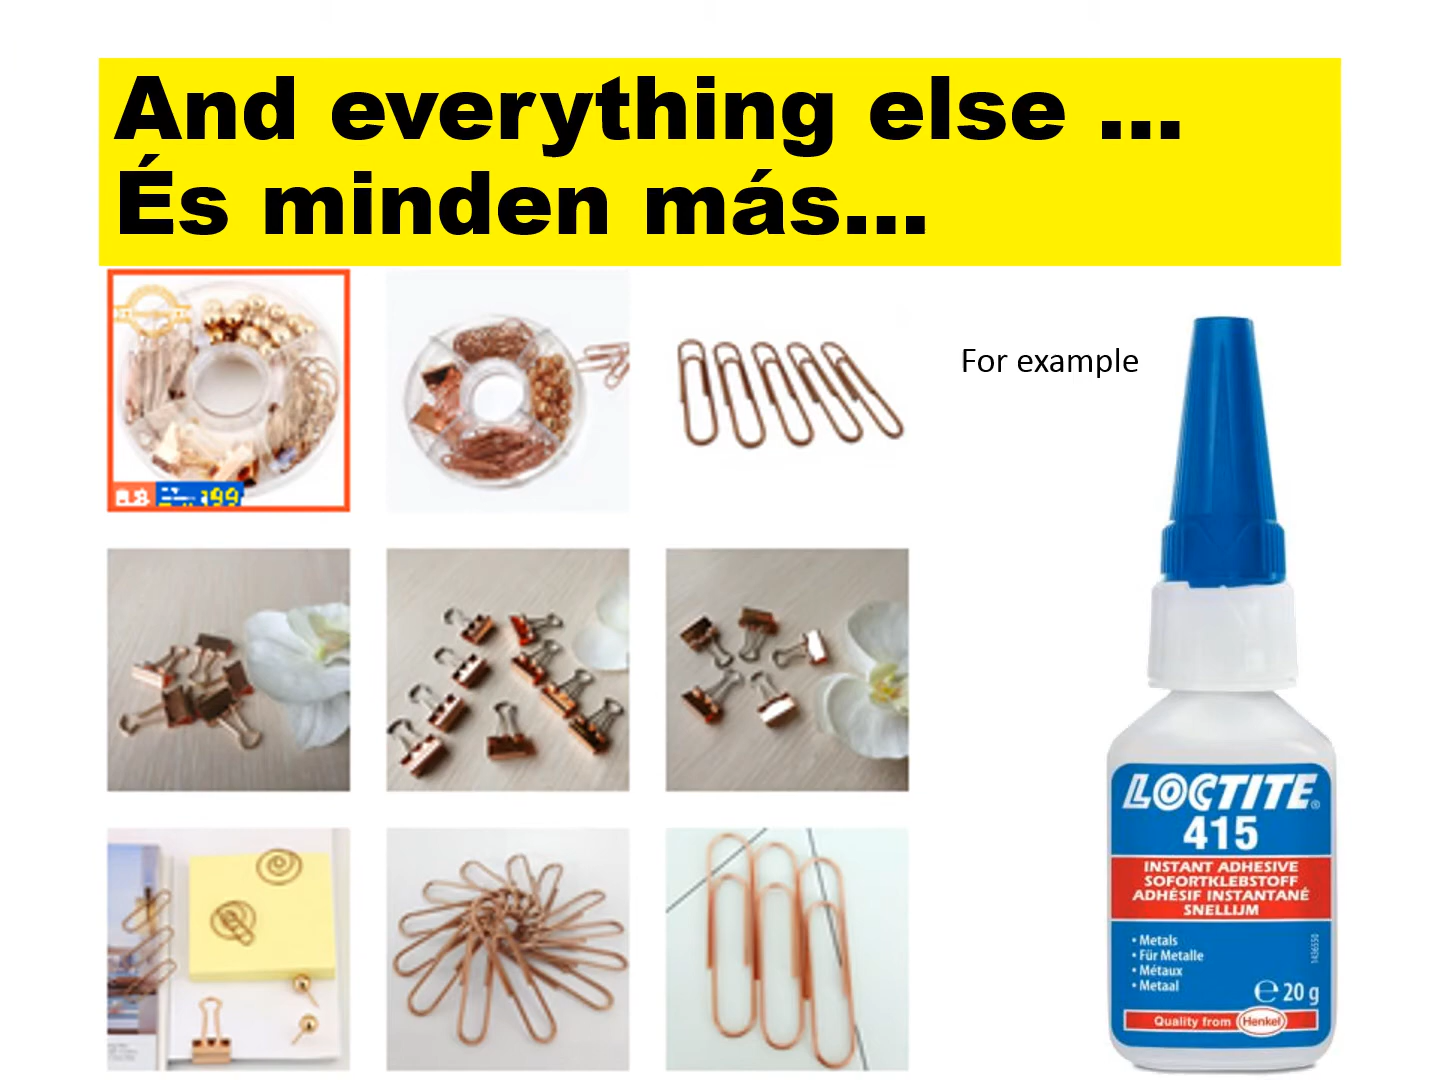 And everything else ...
És minden más...
For example
LOCTITE®
415
INSTANT ADHESIVE
SOFORTKLEBSTOFF
ADHÉSIF INSTANTANÉ
SNELLIJM
• Metals
• Für Metalle
• Métaux
• Metaal
℮ 20 g
Quality from Henkel
199